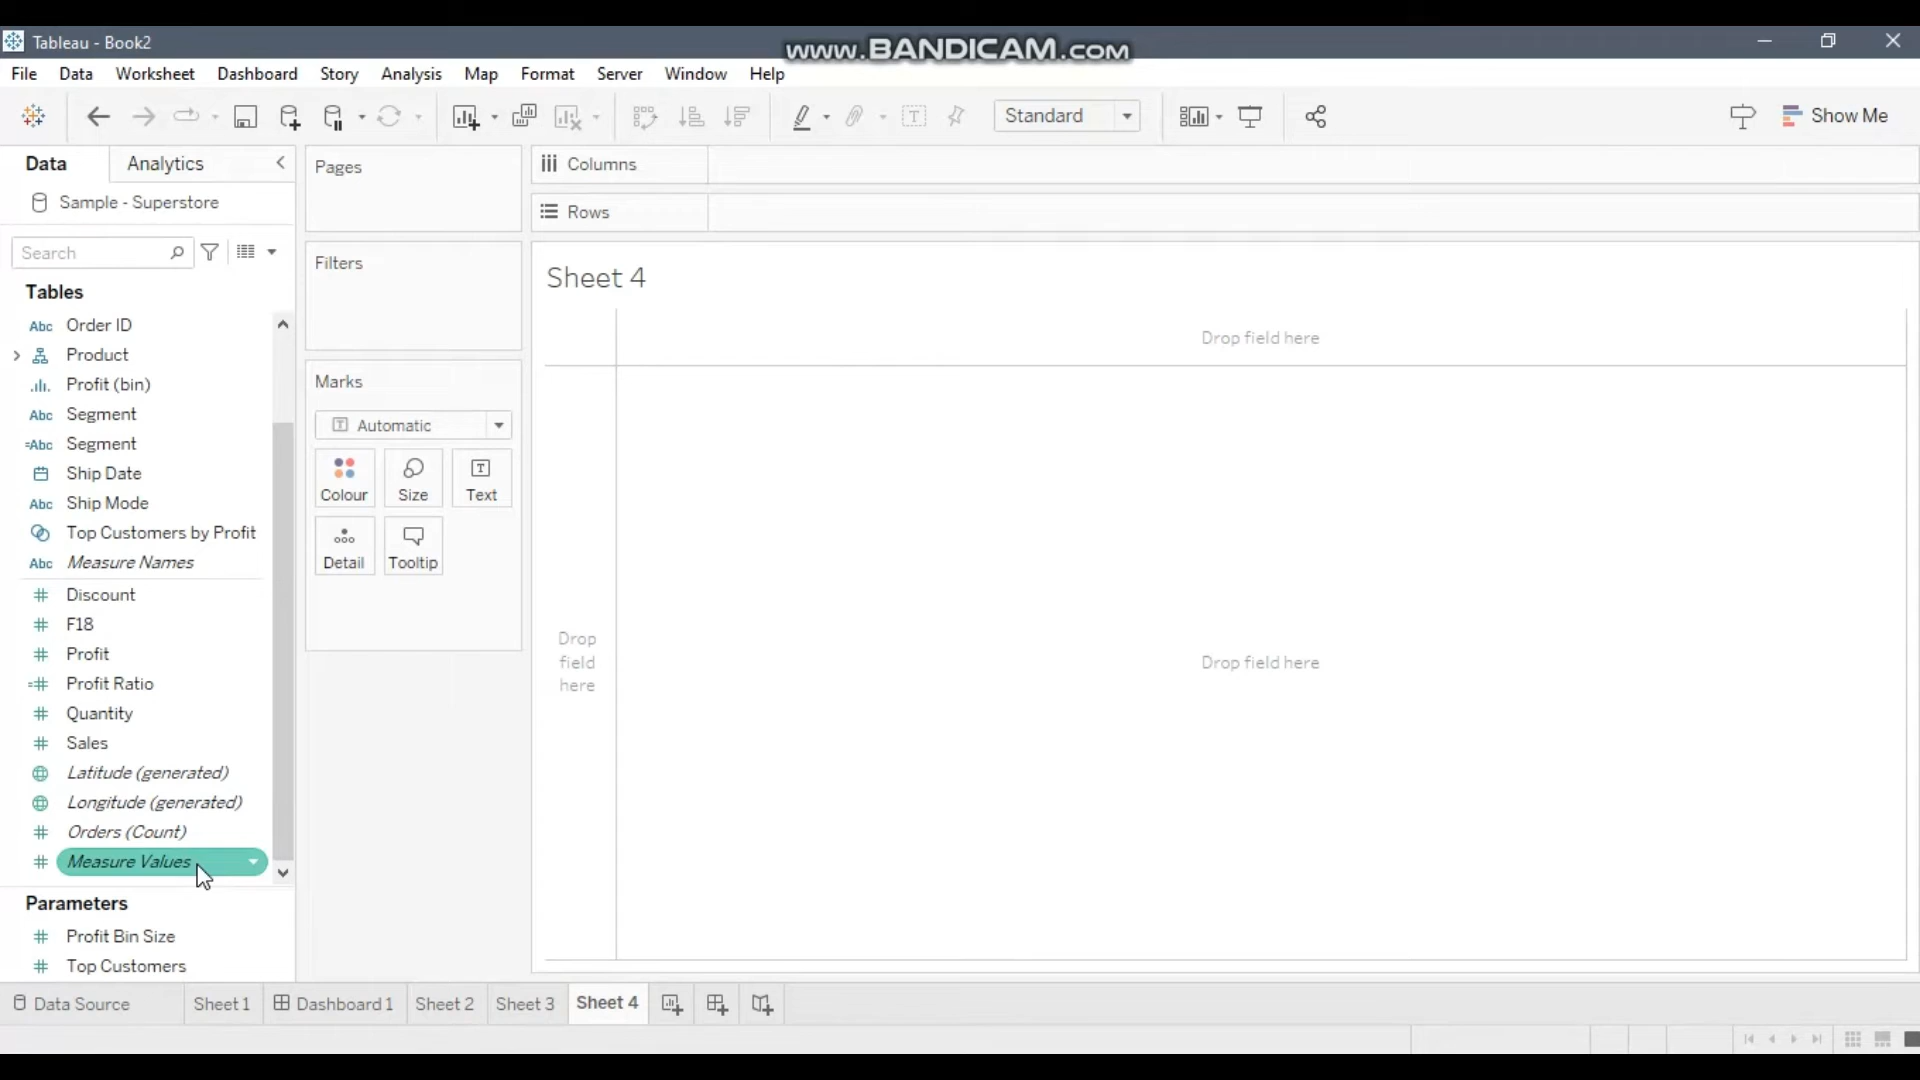 Tableau - Book2
www.BANDICAM.com
File Data Worksheet Dashboard Story Analysis Map Format Server Window Help
Standard
Show Me
Data Analytics
Sample - Superstore
Search
Tables
Abc Order ID
Product
Profit (bin)
Abc Segment
=Abc Segment
Ship Date
Abc Ship Mode
Top Customers by Profit
Abc Measure Names
# Discount
# F18
# Profit
=# Profit Ratio
# Quantity
# Sales
Latitude (generated)
Longitude (generated)
# Orders (Count)
# Measure Values
Parameters
# Profit Bin Size
# Top Customers
Pages
Filters
Marks
Automatic
Colour Size Text
Detail Tooltip
Columns
Rows
Sheet 4
Drop field here
Drop
field
here
Drop field here
Data Source Sheet 1 Dashboard 1 Sheet 2 Sheet 3 Sheet 4